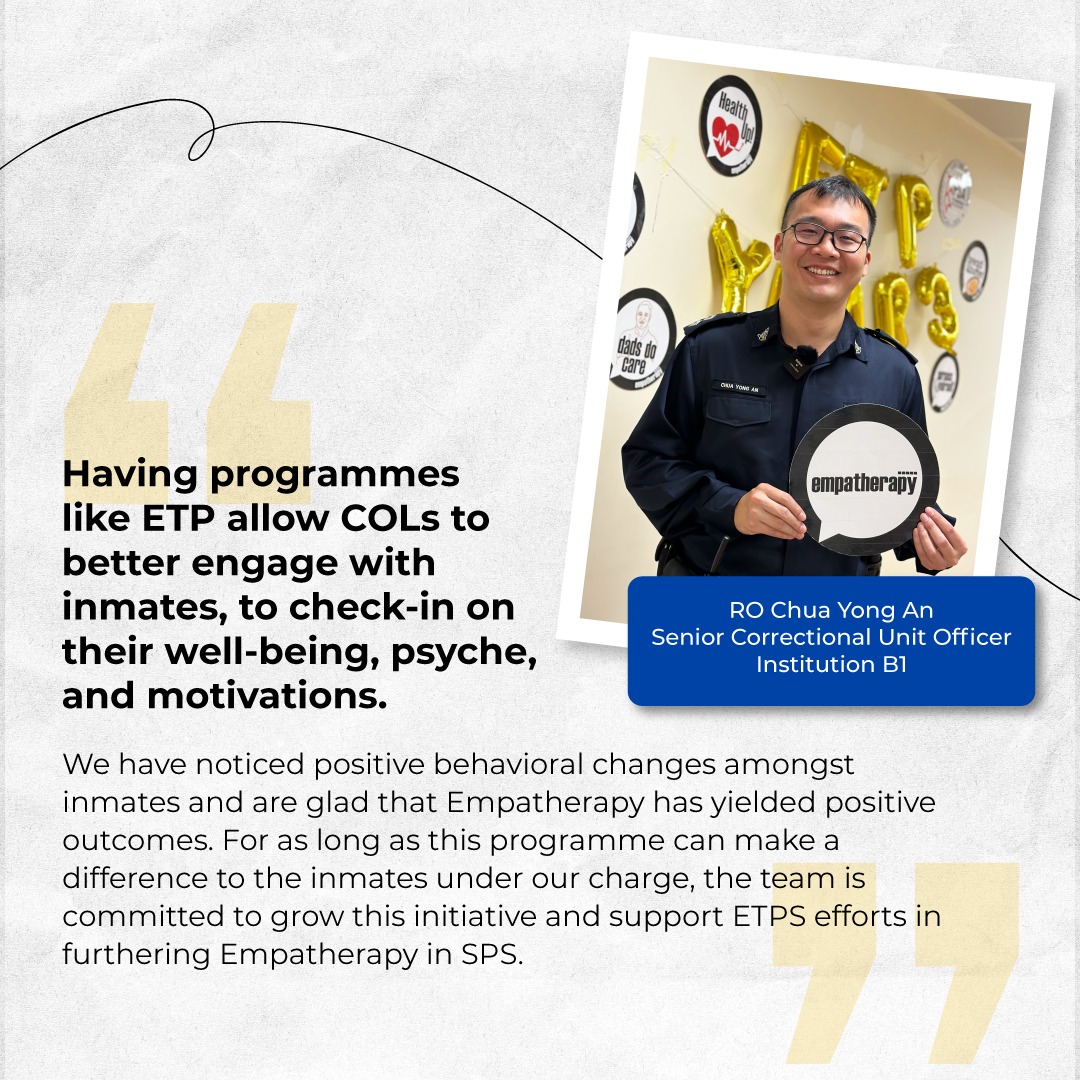 Health
Up!
empatherapy
ETP
dads do
care
CHUA YONG AN
empatherapy
RO Chua Yong An
Senior Correctional Unit Officer
Institution B1
Having programmes
like ETP allow COLs to
better engage with
inmates, to check-in on
their well-being, psyche,
and motivations.
We have noticed positive behavioral changes amongst
inmates and are glad that Empatherapy has yielded positive
outcomes. For as long as this programme can make a
difference to the inmates under our charge, the team is
committed to grow this initiative and support ETPS efforts in
furthering Empatherapy in SPS.